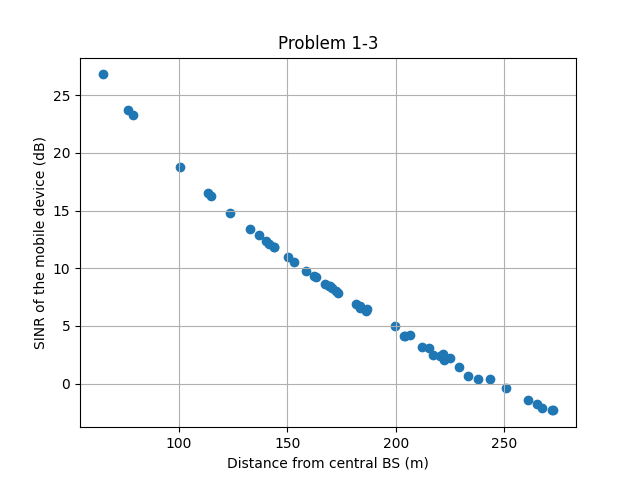 Problem 1-3
SINR of the mobile device (dB)
25
20
15
10
5
0
100 150 200 250
Distance from central BS (m)